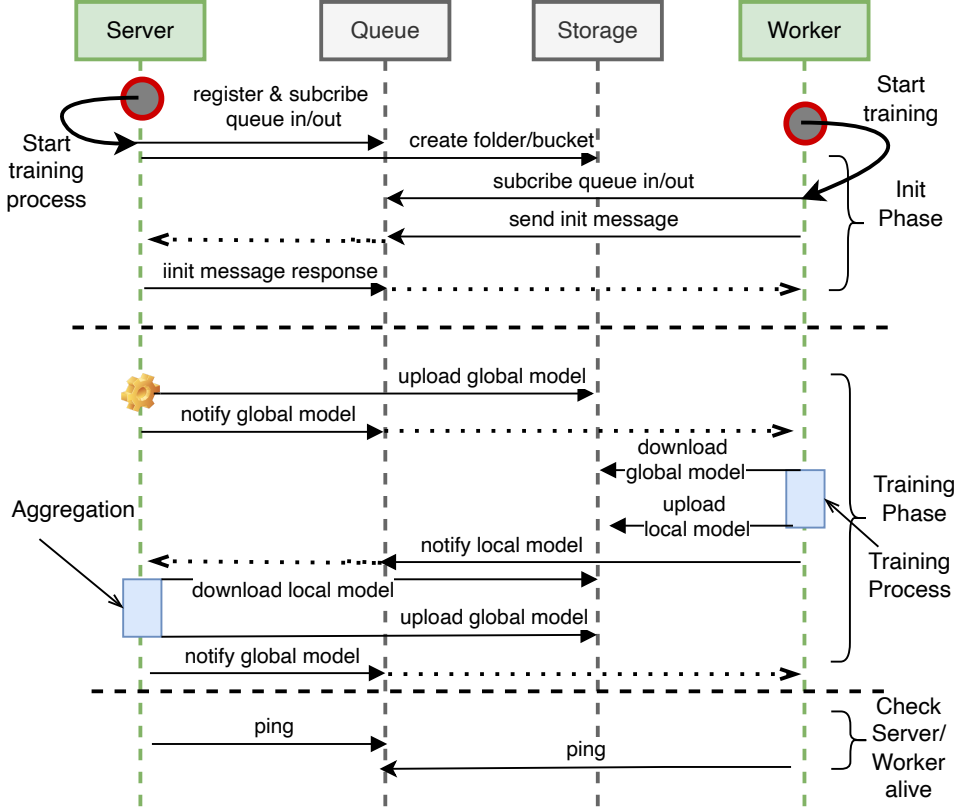 Server
Queue
Storage
Worker
register & subcribe
queue in/out
Start
training
Start
training
process
create folder/bucket
subcribe queue in/out
Init
Phase
send init message
iinit message response
upload global model
notify global model
download
global model
Training
Phase
Aggregation
upload
local model
notify local model
Training
Process
download local model
upload global model
notify global model
Check
Server/
Worker
alive
ping
ping